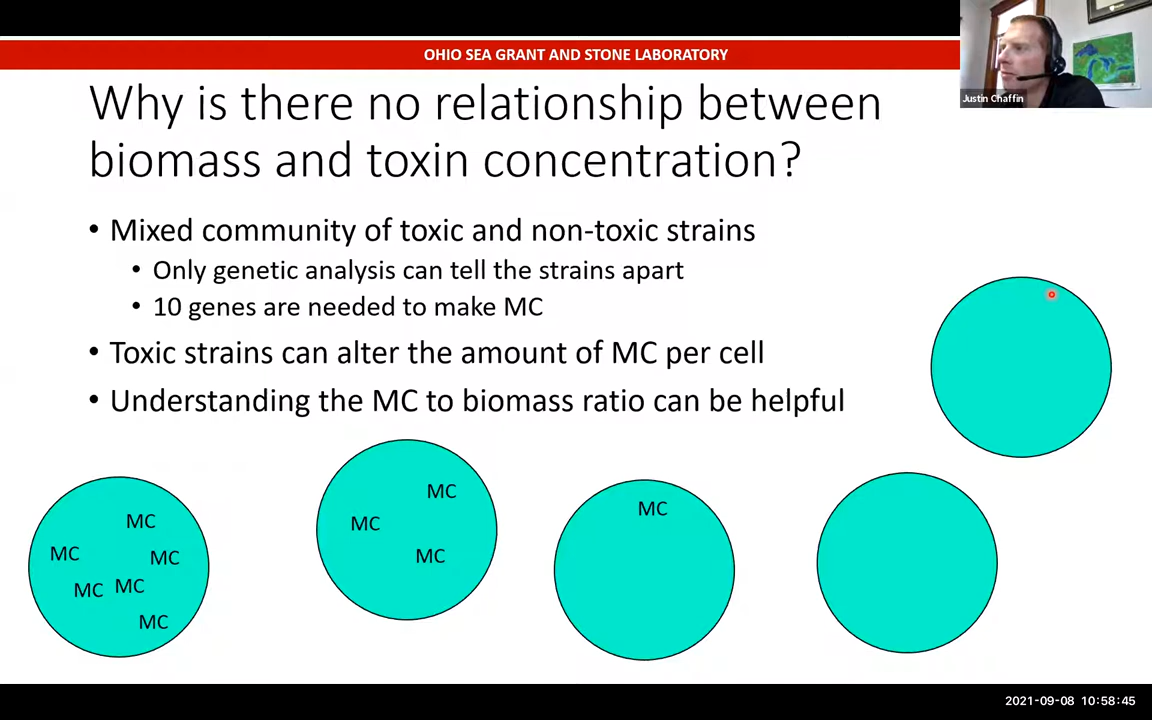 OHIO SEA GRANT AND STONE LABORATORY
Justin Chaffin
Why is there no relationship between
biomass and toxin concentration?
• Mixed community of toxic and non-toxic strains
• Only genetic analysis can tell the strains apart
• 10 genes are needed to make MC
• Toxic strains can alter the amount of MC per cell
• Understanding the MC to biomass ratio can be helpful
MC
MC
MC
MC
MC
MC
MC
MC
MC
MC
2021-09-08 10:58:45